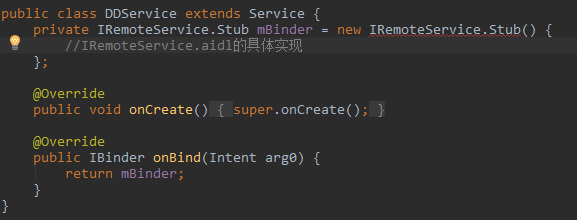 public class DDService extends Service {
    private IRemoteService.Stub mBinder = new IRemoteService.Stub() {
        //IRemoteService.aidl的具体实现
    };
    @Override
    public void onCreate() { super.onCreate(); }
    @Override
    public IBinder onBind(Intent arg0) {
        return mBinder;
    }
}